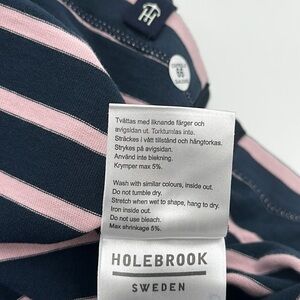 TH
66
Tvättas med liknande färger och
avigsidan ut. Torktumlas inte.
Sträckes i vått tillstånd och hängtorkas.
Strykes på avigsidan.
Använd inte blekning.
Krymper max 5%.
Wash with similar colours, inside out.
Do not tumble dry.
Stretch when wet to shape, hang to dry.
Iron inside out.
Do not use bleach.
Max shrinkage 5%.
HOLEBROOK
SWEDEN